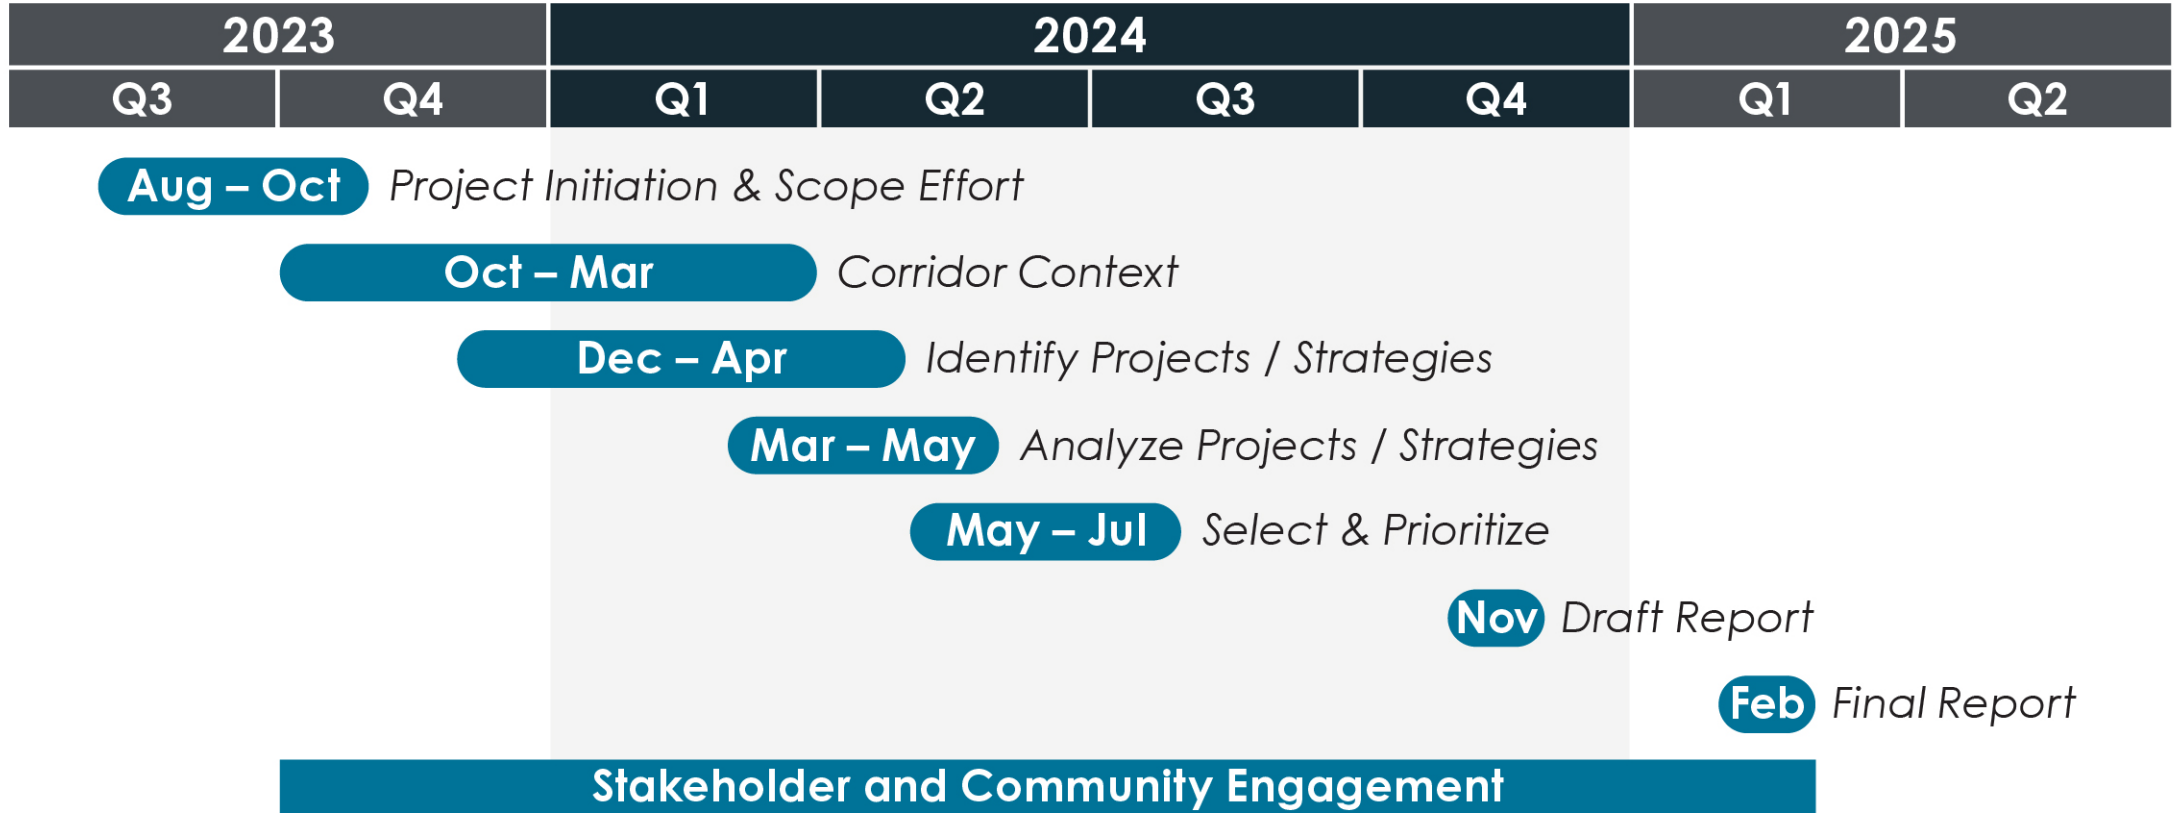 2023 2024 2025
Q3 Q4 Q1 Q2 Q3 Q4 Q1 Q2
Aug – Oct Project Initiation & Scope Effort
Oct – Mar Corridor Context
Dec – Apr Identify Projects / Strategies
Mar – May Analyze Projects / Strategies
May – Jul Select & Prioritize
Nov Draft Report
Feb Final Report
Stakeholder and Community Engagement